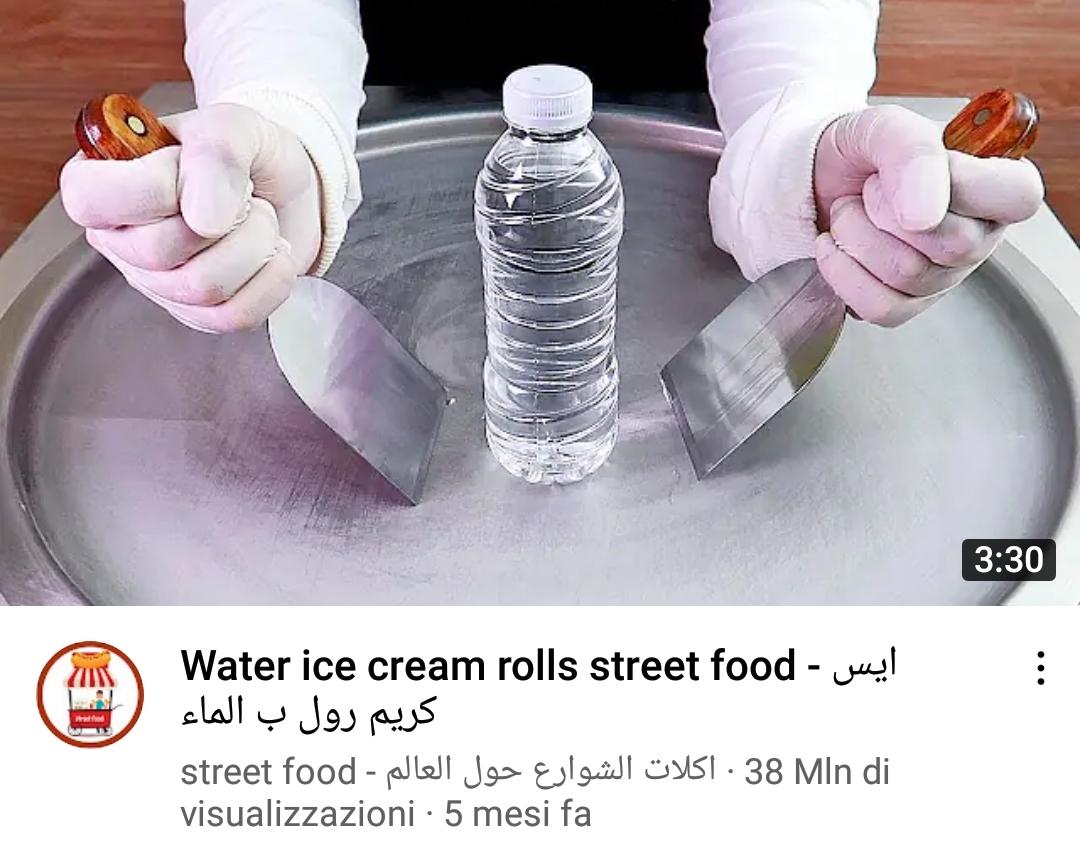 3:30
Water ice cream rolls street food - ايس
كريم رول ب الماء
street food - اكلات الشوارع حول العالم · 38 Mln di
visualizzazioni · 5 mesi fa